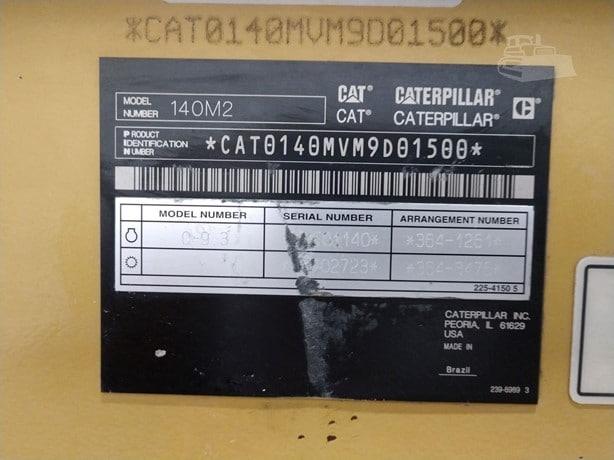 *CAT0140MVM9D01500*
MODEL NUMBER 140M2
CAT CATERPILLAR
CAT® CATERPILLAR®
PRODUCT IDENTIFICATION NUMBER *CAT0140MVM9D01500*
MODEL NUMBER SERIAL NUMBER ARRANGEMENT NUMBER
*364-1261*
225-4150 5
CATERPILLAR INC.
PEORIA, IL 61629
USA
MADE IN
Brazil
239-5969 3